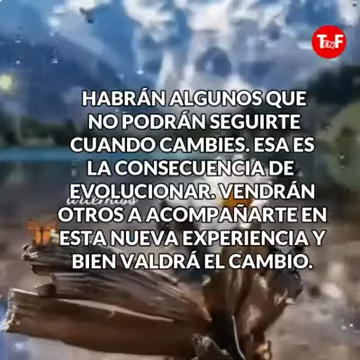 TyF
HABRÁN ALGUNOS QUE
NO PODRÁN SEGUIRTE
CUANDO CAMBIES. ESA ES
LA CONSECUENCIA DE
EVOLUCIONAR. VENDRÁN
OTROS A ACOMPAÑARTE EN
ESTA NUEVA EXPERIENCIA Y
BIEN VALDRÁ EL CAMBIO.